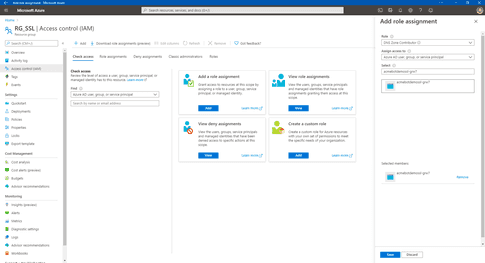 Add role assignment - Microsoft Azure
Microsoft Azure
Search resources, services, and docs (G+/)
Home >
RG_SSL | Access control (IAM)
Resource group
Search (Ctrl+/)
Overview
Activity log
Access control (IAM)
Tags
Events
Settings
Quickstart
Deployments
Policies
Properties
Locks
Export template
Cost Management
Cost analysis
Cost alerts (preview)
Budgets
Advisor recommendations
Monitoring
Insights (preview)
Alerts
Metrics
Diagnostic settings
Logs
Advisor recommendations
Workbooks
Add
Download role assignments (preview)
Edit columns
Refresh
Remove
Got feedback?
Check access
Role assignments
Deny assignments
Classic administrators
Roles
Check access
Review the level of access a user, group, service principal, or managed identity has to this resource. Learn more
Find
Azure AD user, group, or service principal
Search by name or email address
Add a role assignment
Grant access to resources at this scope by assigning a role to a user, group, service principal, or managed identity.
Add
Learn more
View role assignments
View the users, groups, service principals and managed identities that have role assignments granting them access at this scope.
View
Learn more
View deny assignments
View the users, groups, service principals and managed identities that have been denied access to specific actions at this scope.
View
Learn more
Create a custom role
Define a custom role for Azure resources with your own set of permissions to meet the specific needs of your organization.
Add
Learn more
Add role assignment
Role
DNS Zone Contributor
Assign access to
User, group, or service principal
Select
Selected members:
Remove
Save
Discard